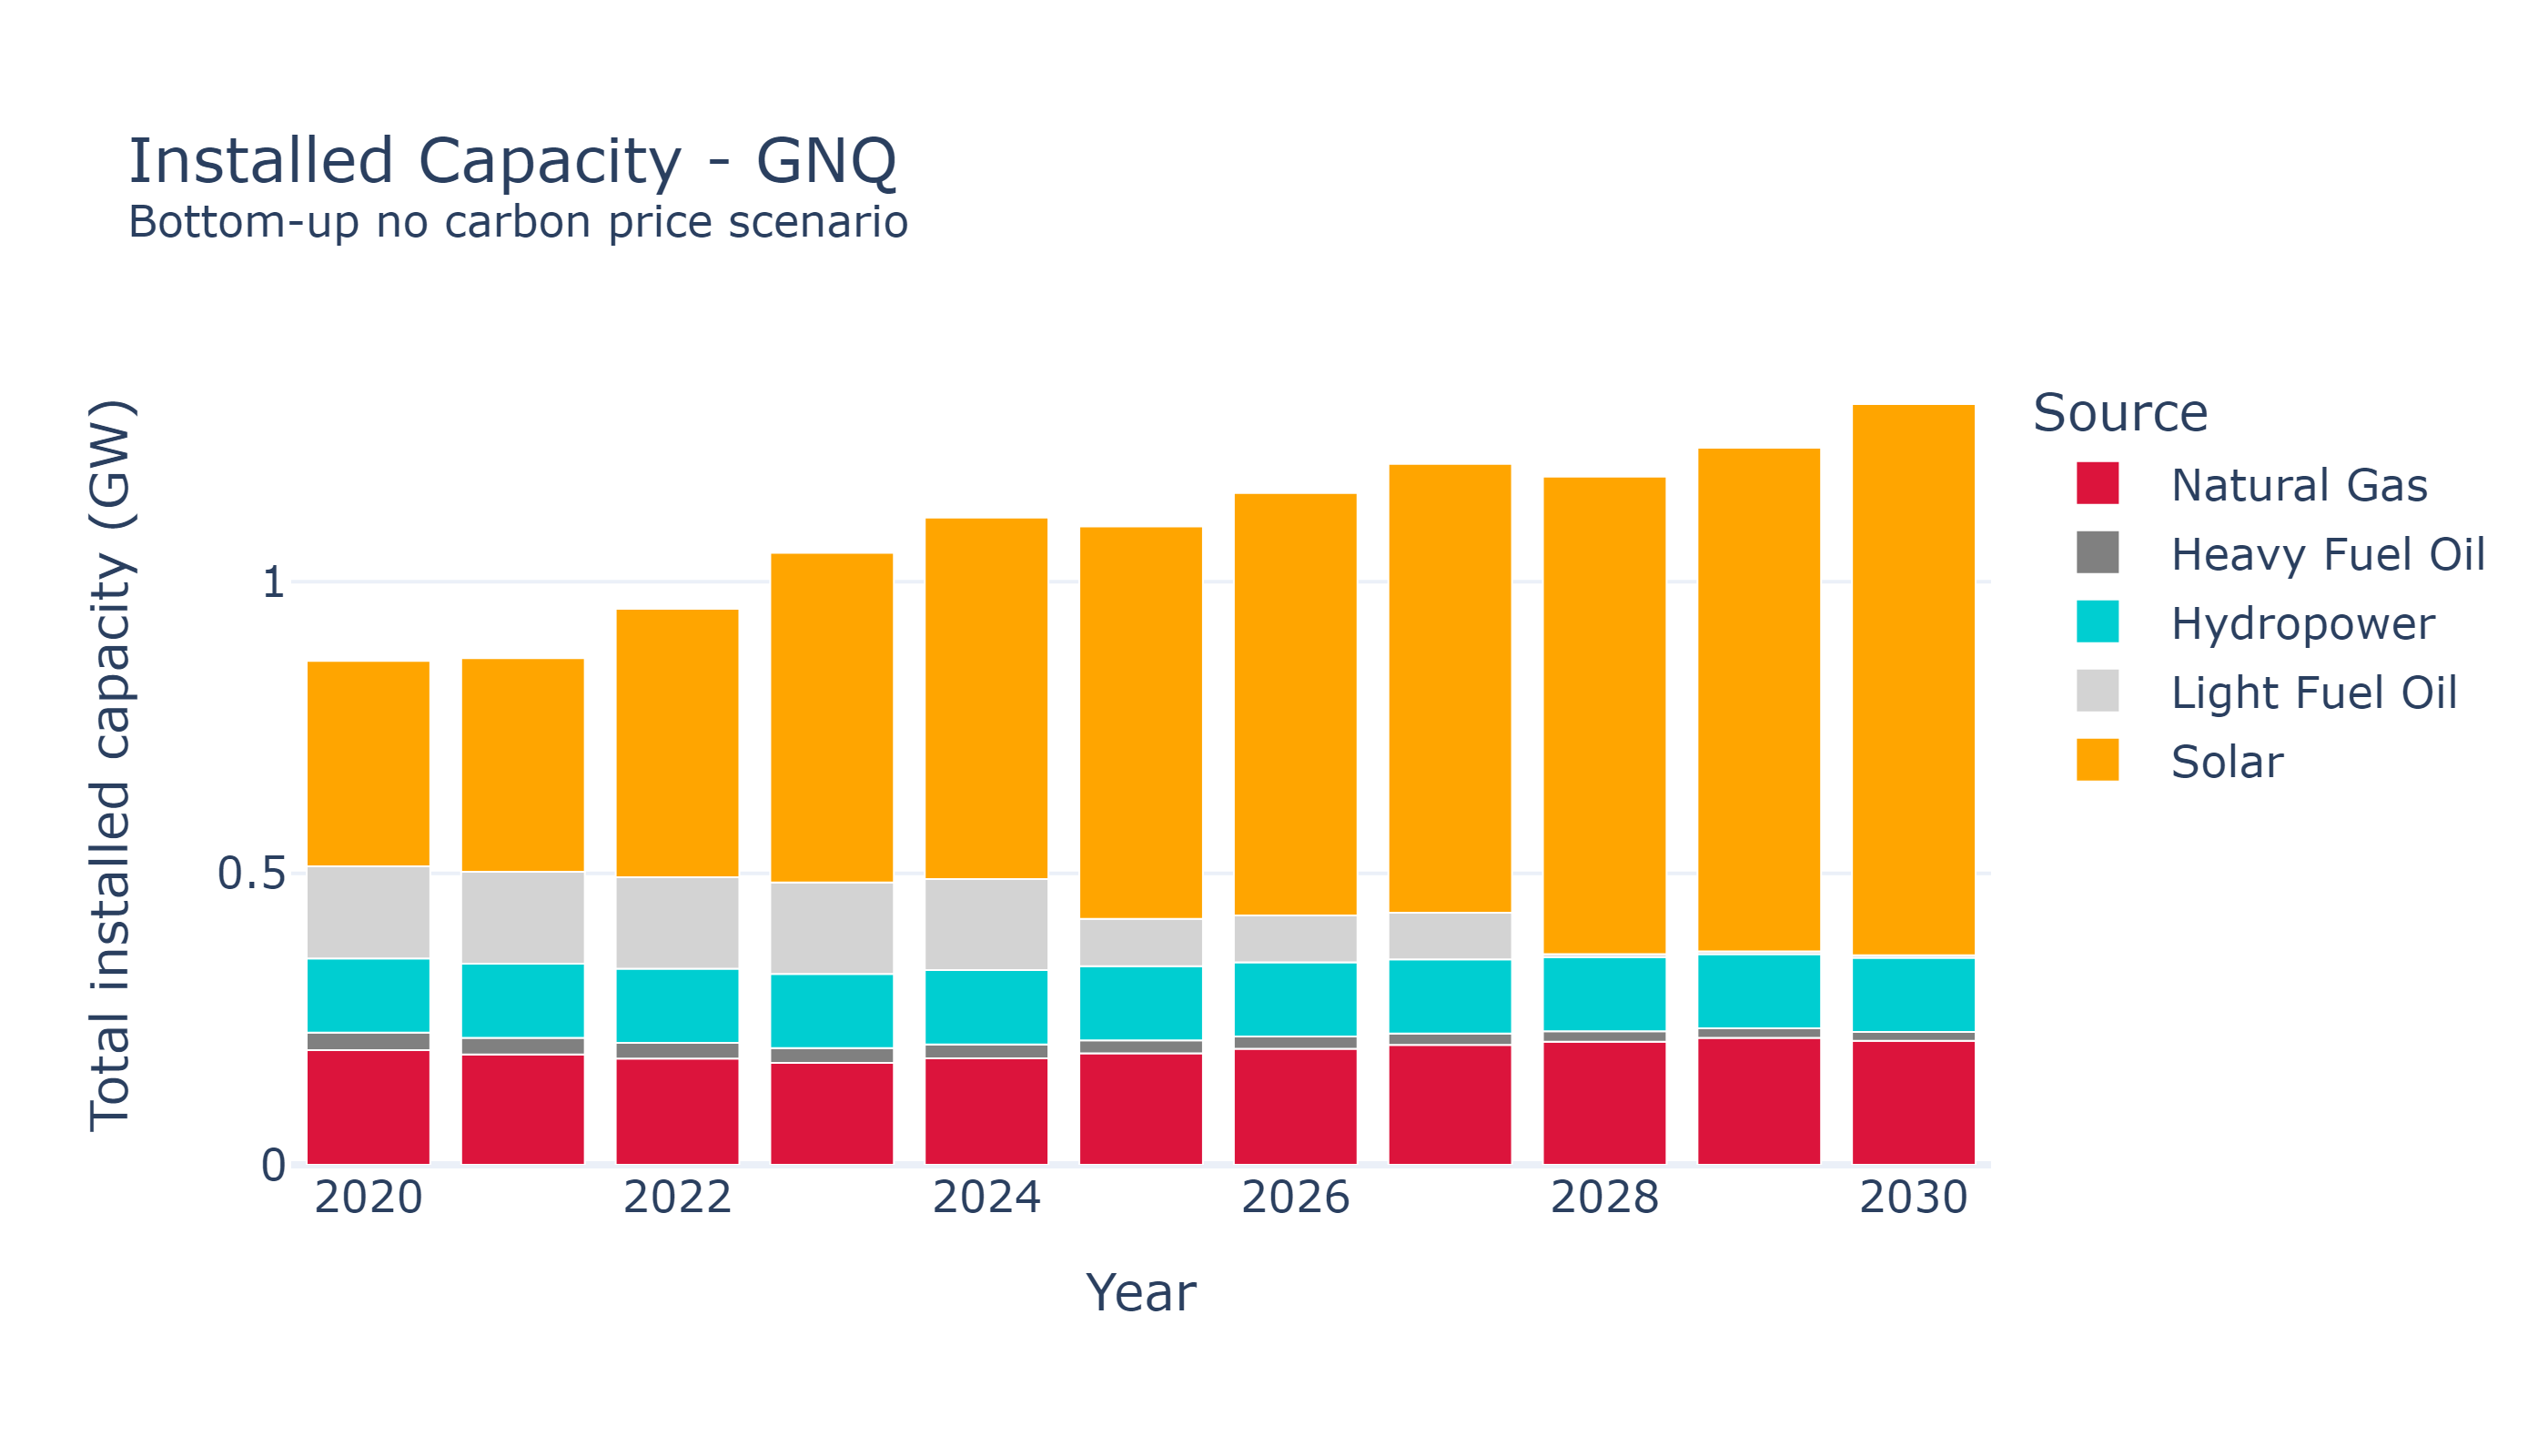 Installed Capacity - GNQ
Bottom-up no carbon price scenario
Total installed capacity (GW)
1
0.5
0
2020
2022
2024
2026
2028
2030
Year
Source
Natural Gas
Heavy Fuel Oil
Hydropower
Light Fuel Oil
Solar